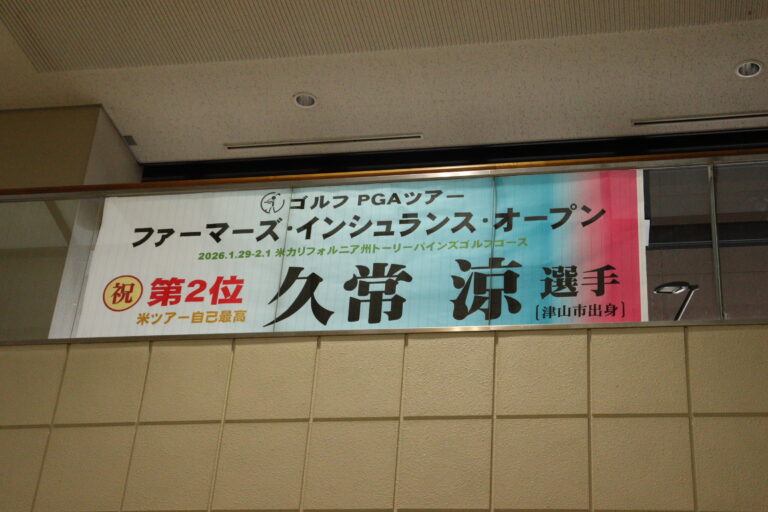 ゴルフ PGAツアー
ファーマーズ・インシュランス・オープン
2026.1.29-2.1 米カリフォルニア州トーリーパインズゴルフコース
祝 第2位 久常 涼 選手
米ツアー自己最高 [津山市出身]